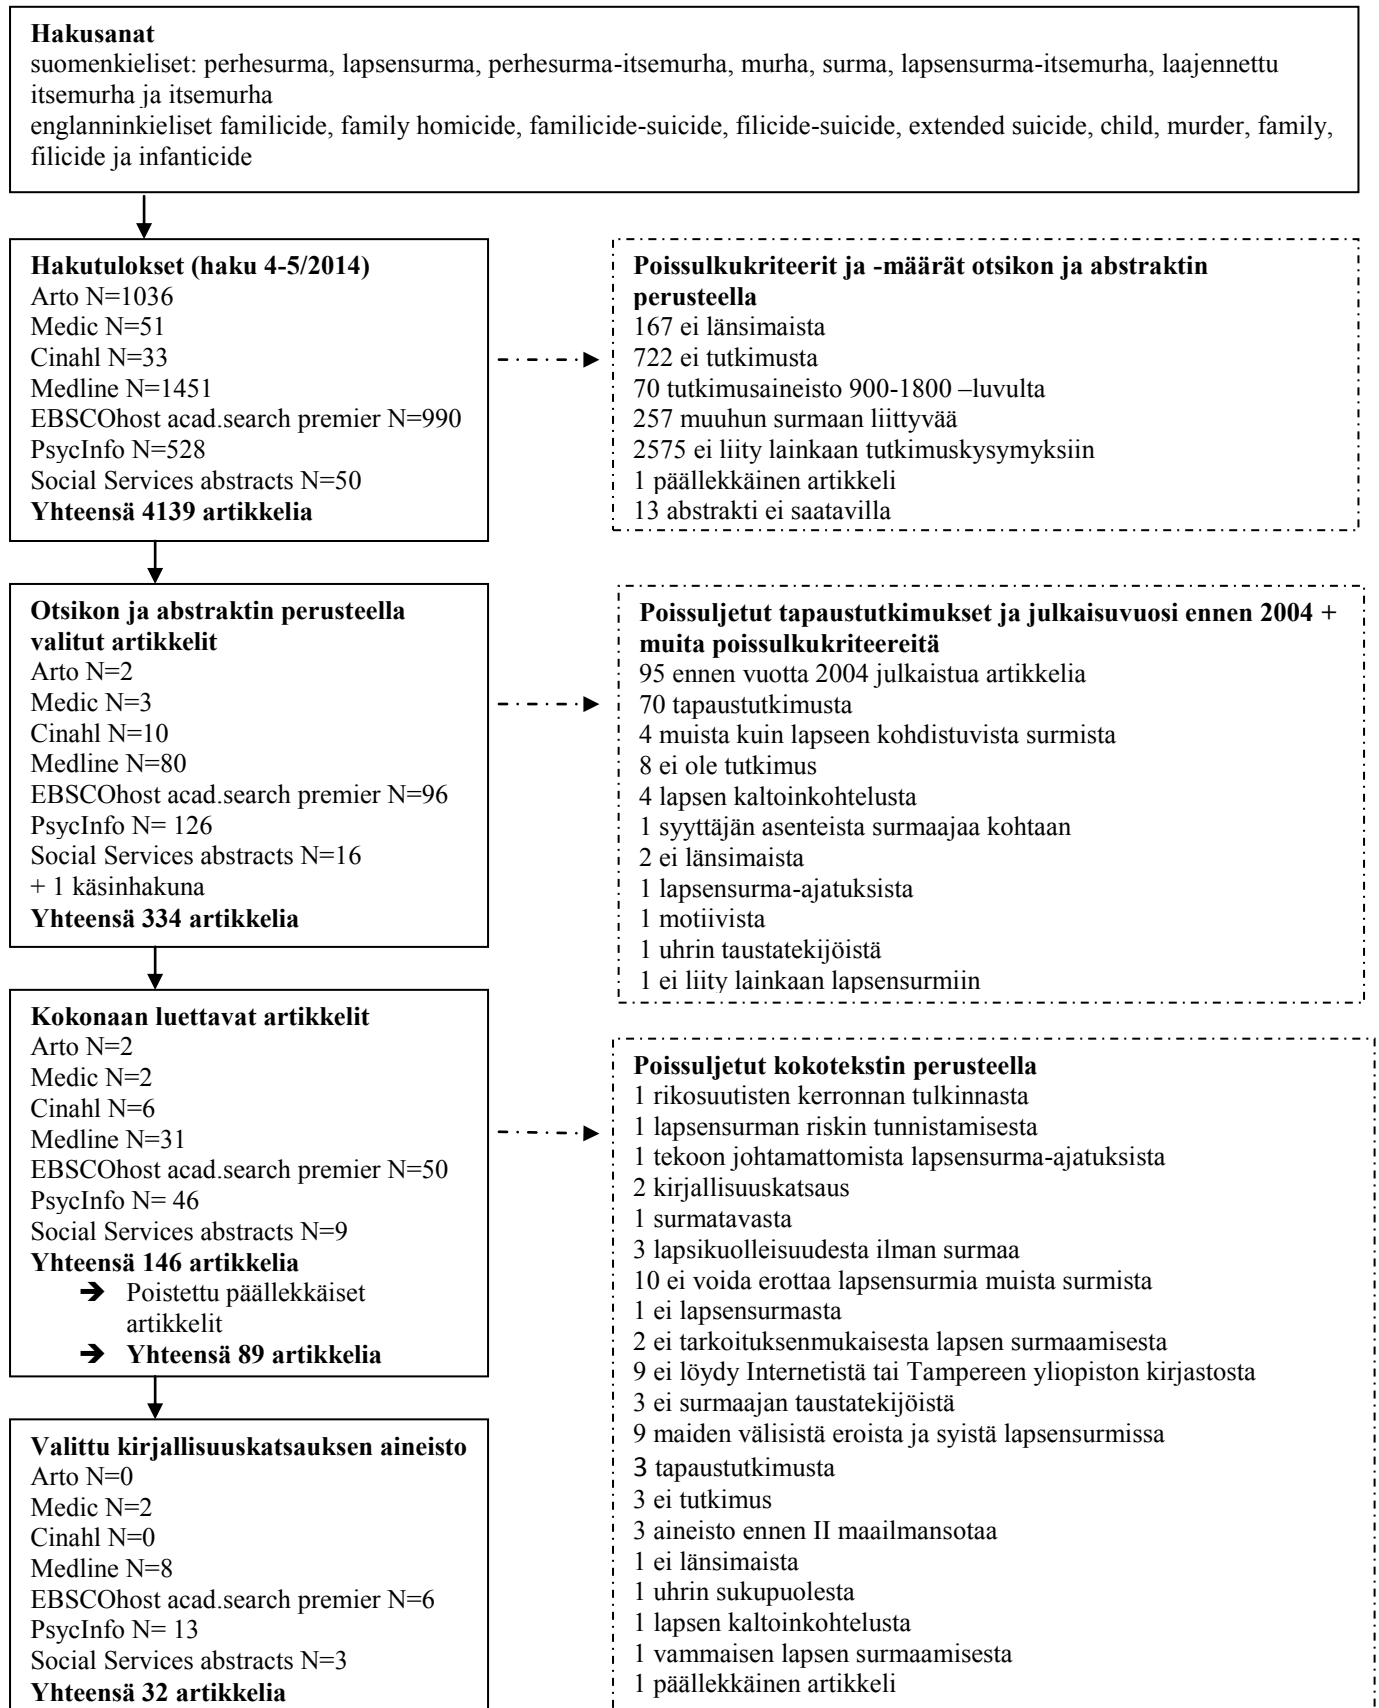 Hakusanat
suomenkieliset: perhesurma, lapsensurma, perhesurma-itsemurha, murha, surma, lapsensurma-itsemurha, laajennettu
itsemurha ja itsemurha
englanninkieliset familicide, family homicide, familicide-suicide, filicide-suicide, extended suicide, child, murder, family,
filicide ja infanticide
Hakutulokset (haku 4-5/2014)
Arto N=1036
Medic N=51
Cinahl N=33
Medline N=1451
EBSCOhost acad.search premier N=990
PsycInfo N=528
Social Services abstracts N=50
Yhteensä 4139 artikkelia
Poissulkukriteerit ja -määrät otsikon ja abstraktin
perusteella
167 ei länsimaista
722 ei tutkimusta
70 tutkimusaineisto 900-1800 –luvulta
257 muuhun surmaan liittyvää
2575 ei liity lainkaan tutkimuskysymyksiin
1 päällekkäinen artikkeli
13 abstrakti ei saatavilla
Otsikon ja abstraktin perusteella
valitut artikkelit
Arto N=2
Medic N=3
Cinahl N=10
Medline N=80
EBSCOhost acad.search premier N=96
PsycInfo N= 126
Social Services abstracts N=16
+ 1 käsinhakuna
Yhteensä 334 artikkelia
Poissuljetut tapaustutkimukset ja julkaisuvuosi ennen 2004 +
muita poissulkukriteereitä
95 ennen vuotta 2004 julkaistua artikkelia
70 tapaustutkimusta
4 muista kuin lapseen kohdistuvista surmista
8 ei ole tutkimus
4 lapsen kaltoinkohtelusta
1 syyttäjän asenteista surmaajaa kohtaan
2 ei länsimaista
1 lapsensurma-ajatuksista
1 motiivista
1 uhrin taustatekijöistä
1 ei liity lainkaan lapsensurmiin
Kokonaan luettavat artikkelit
Arto N=2
Medic N=2
Cinahl N=6
Medline N=31
EBSCOhost acad.search premier N=50
PsycInfo N= 46
Social Services abstracts N=9
Yhteensä 146 artikkelia
➔ Poistettu päällekkäiset
artikkelit
➔ Yhteensä 89 artikkelia
Poissuljetut kokotekstin perusteella
1 rikosuutisten kerronnan tulkinnasta
1 lapsensurman riskin tunnistamisesta
1 tekoon johtamattomista lapsensurma-ajatuksista
2 kirjallisuuskatsaus
1 surmatavasta
3 lapsikuolleisuudesta ilman surmaa
10 ei voida erottaa lapsensurmia muista surmista
1 ei lapsensurmasta
2 ei tarkoituksenmukaisesta lapsen surmaamisesta
9 ei löydy Internetistä tai Tampereen yliopiston kirjastosta
3 ei surmaajan taustatekijöistä
9 maiden välisistä eroista ja syistä lapsensurmissa
3 tapaustutkimusta
3 ei tutkimus
3 aineisto ennen II maailmansotaa
1 ei länsimaista
1 uhrin sukupuolesta
1 lapsen kaltoinkohtelusta
1 vammaisen lapsen surmaamisesta
1 päällekkäinen artikkeli
Valittu kirjallisuuskatsauksen aineisto
Arto N=0
Medic N=2
Cinahl N=0
Medline N=8
EBSCOhost acad.search premier N=6
PsycInfo N= 13
Social Services abstracts N=3
Yhteensä 32 artikkelia